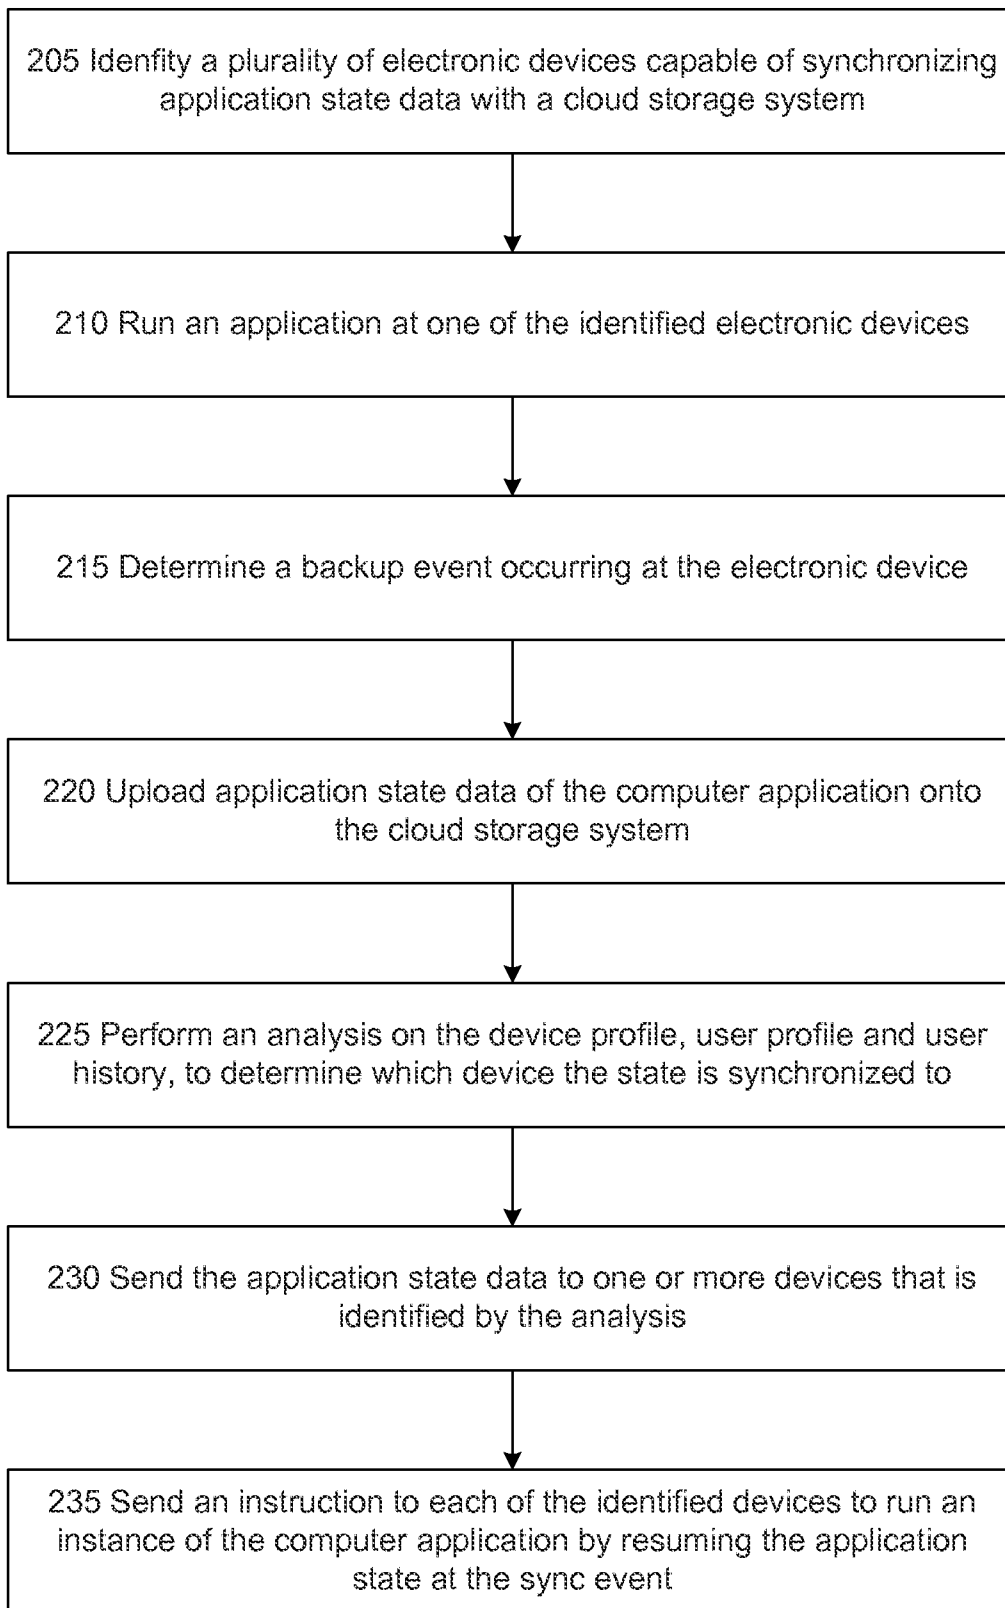 205 Idenfity a plurality of electronic devices capable of synchronizing
application state data with a cloud storage system
210 Run an application at one of the identified electronic devices
215 Determine a backup event occurring at the electronic device
220 Upload application state data of the computer application onto
the cloud storage system
225 Perform an analysis on the device profile, user profile and user
history, to determine which device the state is synchronized to
230 Send the application state data to one or more devices that is
identified by the analysis
235 Send an instruction to each of the identified devices to run an
instance of the computer application by resuming the application
state at the sync event